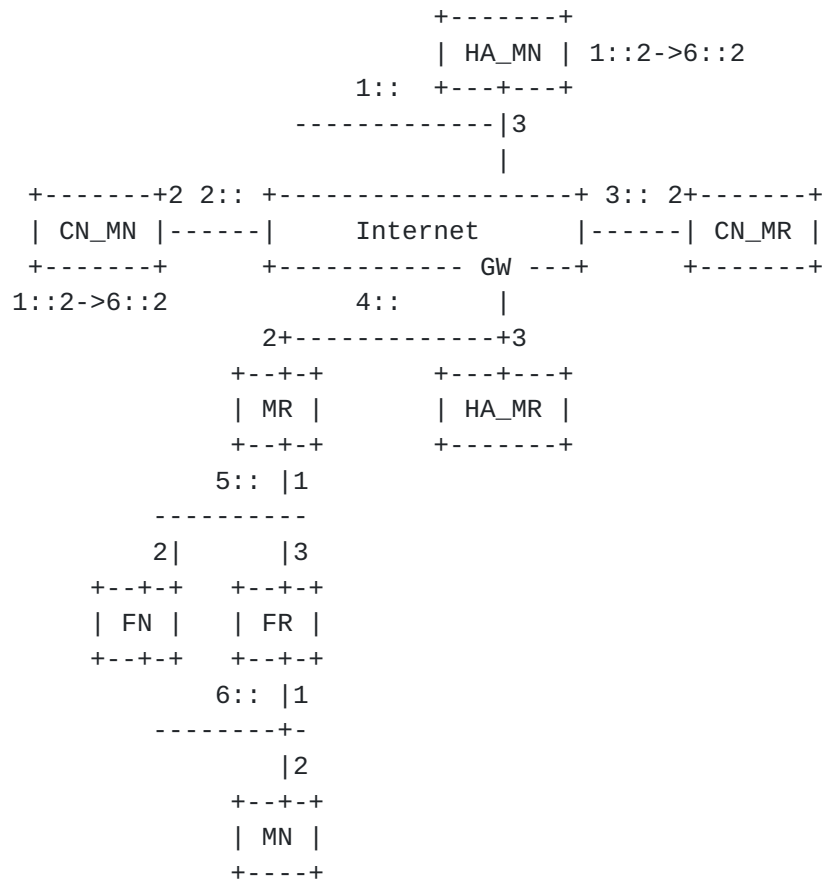 +-------+
| HA_MN | 1::2->6::2
1:: +---+---+
-------------|3
|
+-------+2 2:: +-------------------+ 3:: 2+-------+
| CN_MN |------| Internet |------| CN_MR |
+-------+ +------------ GW ---+ +-------+
1::2->6::2 4:: |
2+-------------+3
+--+-+ +---+---+
| MR | | HA_MR |
+--+-+ +-------+
5:: |1
----------
2| |3
+--+-+ +--+-+
| FN | | FR |
+--+-+ +--+-+
6:: |1
--------+-
|2
+--+-+
| MN |
+----+